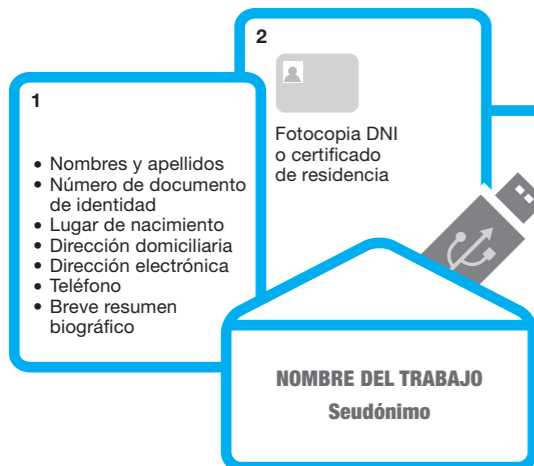 1
• Nombres y apellidos
• Número de documento
de identidad
• Lugar de nacimiento
• Dirección domiciliaria
• Dirección electrónica
• Teléfono
• Breve resumen
biográfico
2
Fotocopia DNI
o certificado
de residencia
NOMBRE DEL TRABAJO
Seudónimo